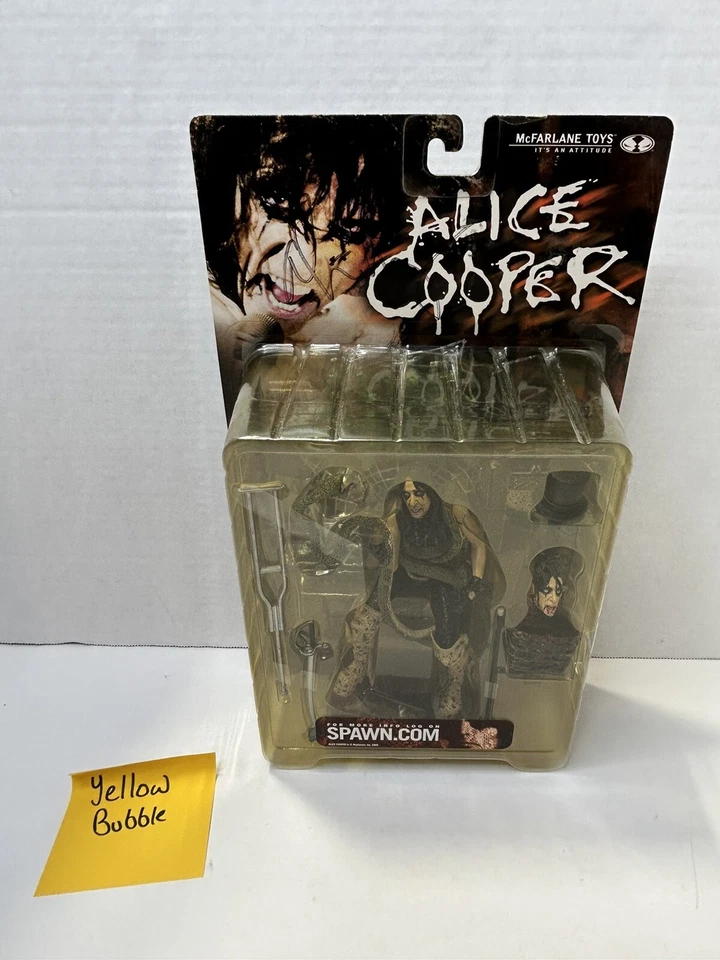 McFARLANE TOYS
IT'S AN ATTITUDE
ALICE
COOPER
FOR MORE INFO LOG ON
SPAWN.COM
Yellow
Bubble